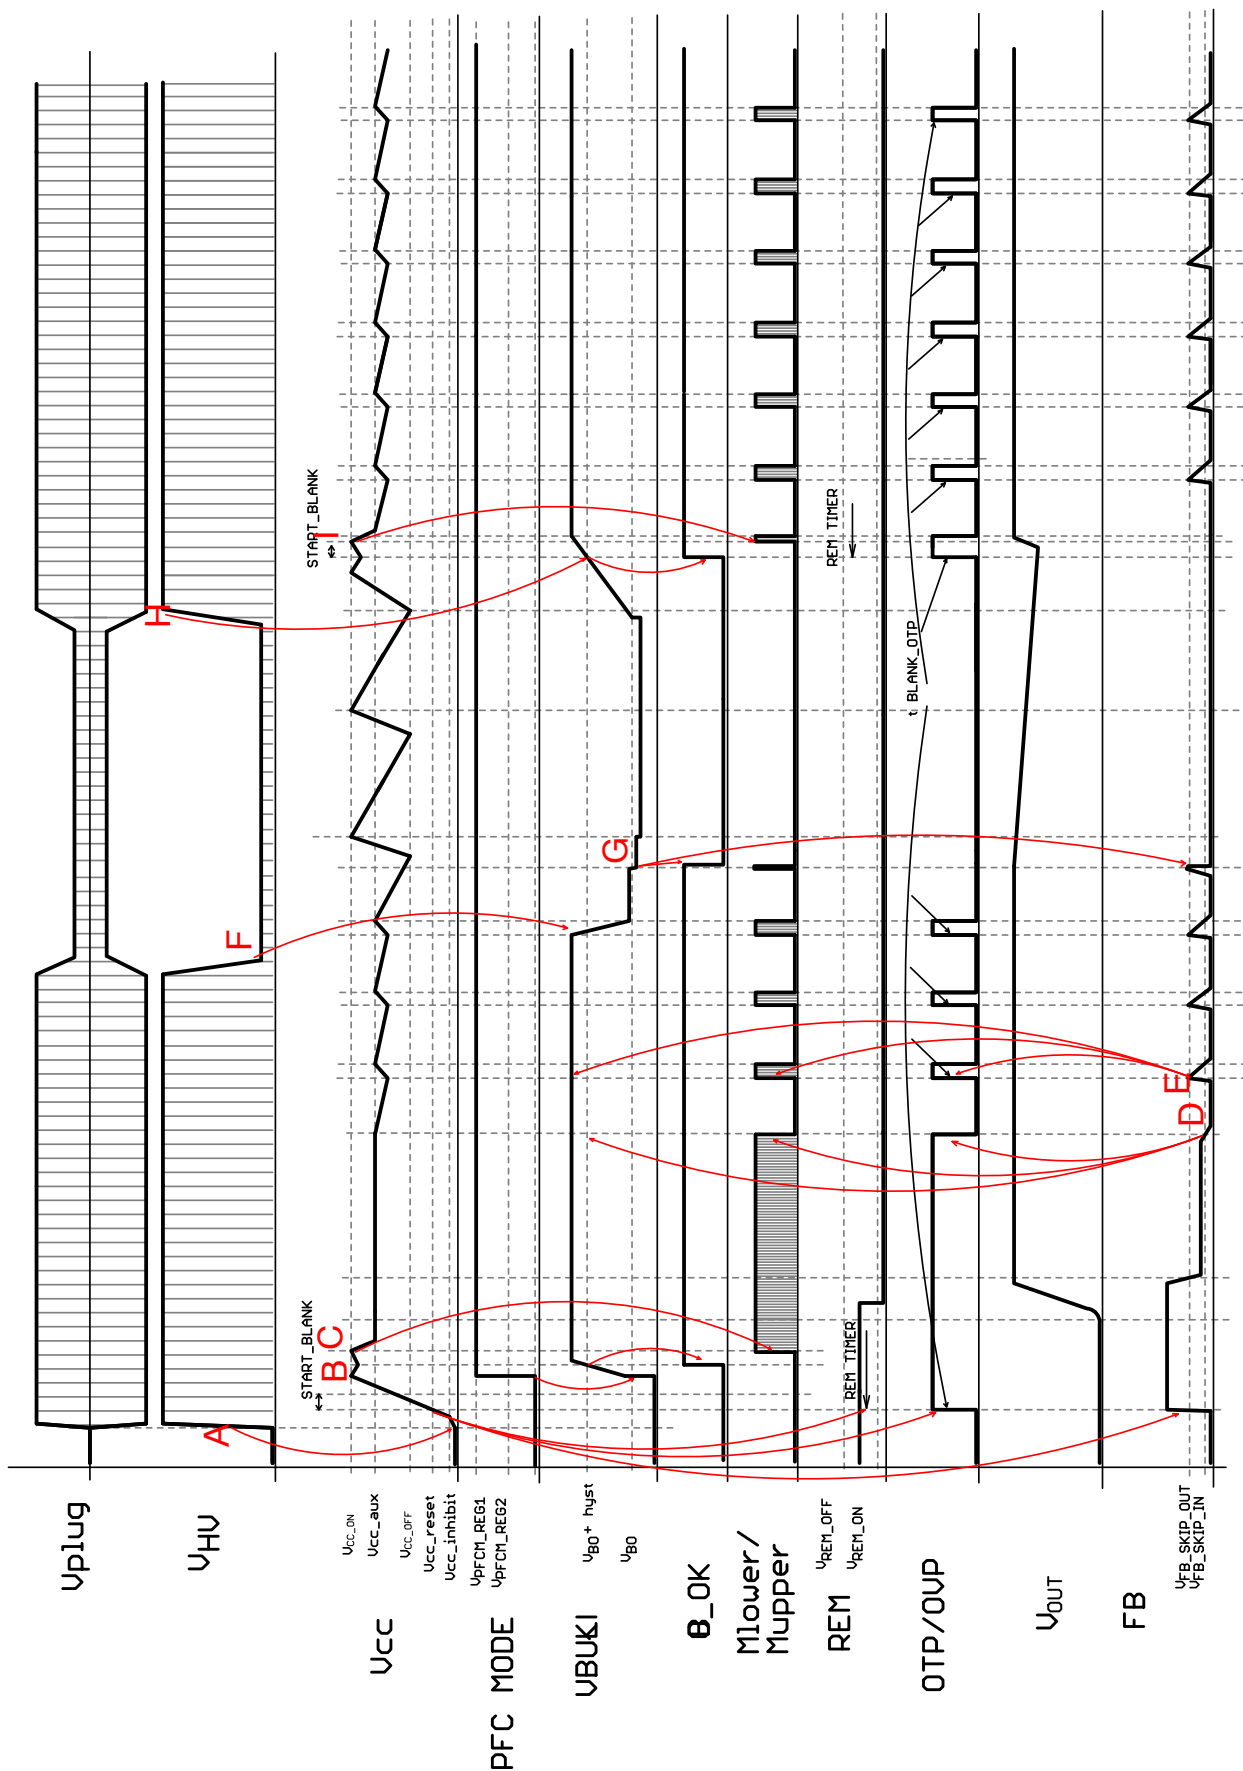 Vplug
A
VHV
H
F
START_BLANK
START_BLANK
B C
I
VCC_ON
Vcc_aux
Vcc
VCC_OFF
Vcc_reset
Vcc_inhibit
VPFCM_REG1
VPFCM_REG2
PFC MODE
VBO+ hyst
VBUKI
G
VBO
B_OK
Mlower/
Mupper
VREM_OFF
REM TIMER
REM
VREM_ON
REM TIMER
t BLANK_OTP
OTP/OVP
VOUT
FB
E
VFB_SKIP_OUT
D
VFB_SKIP_IN